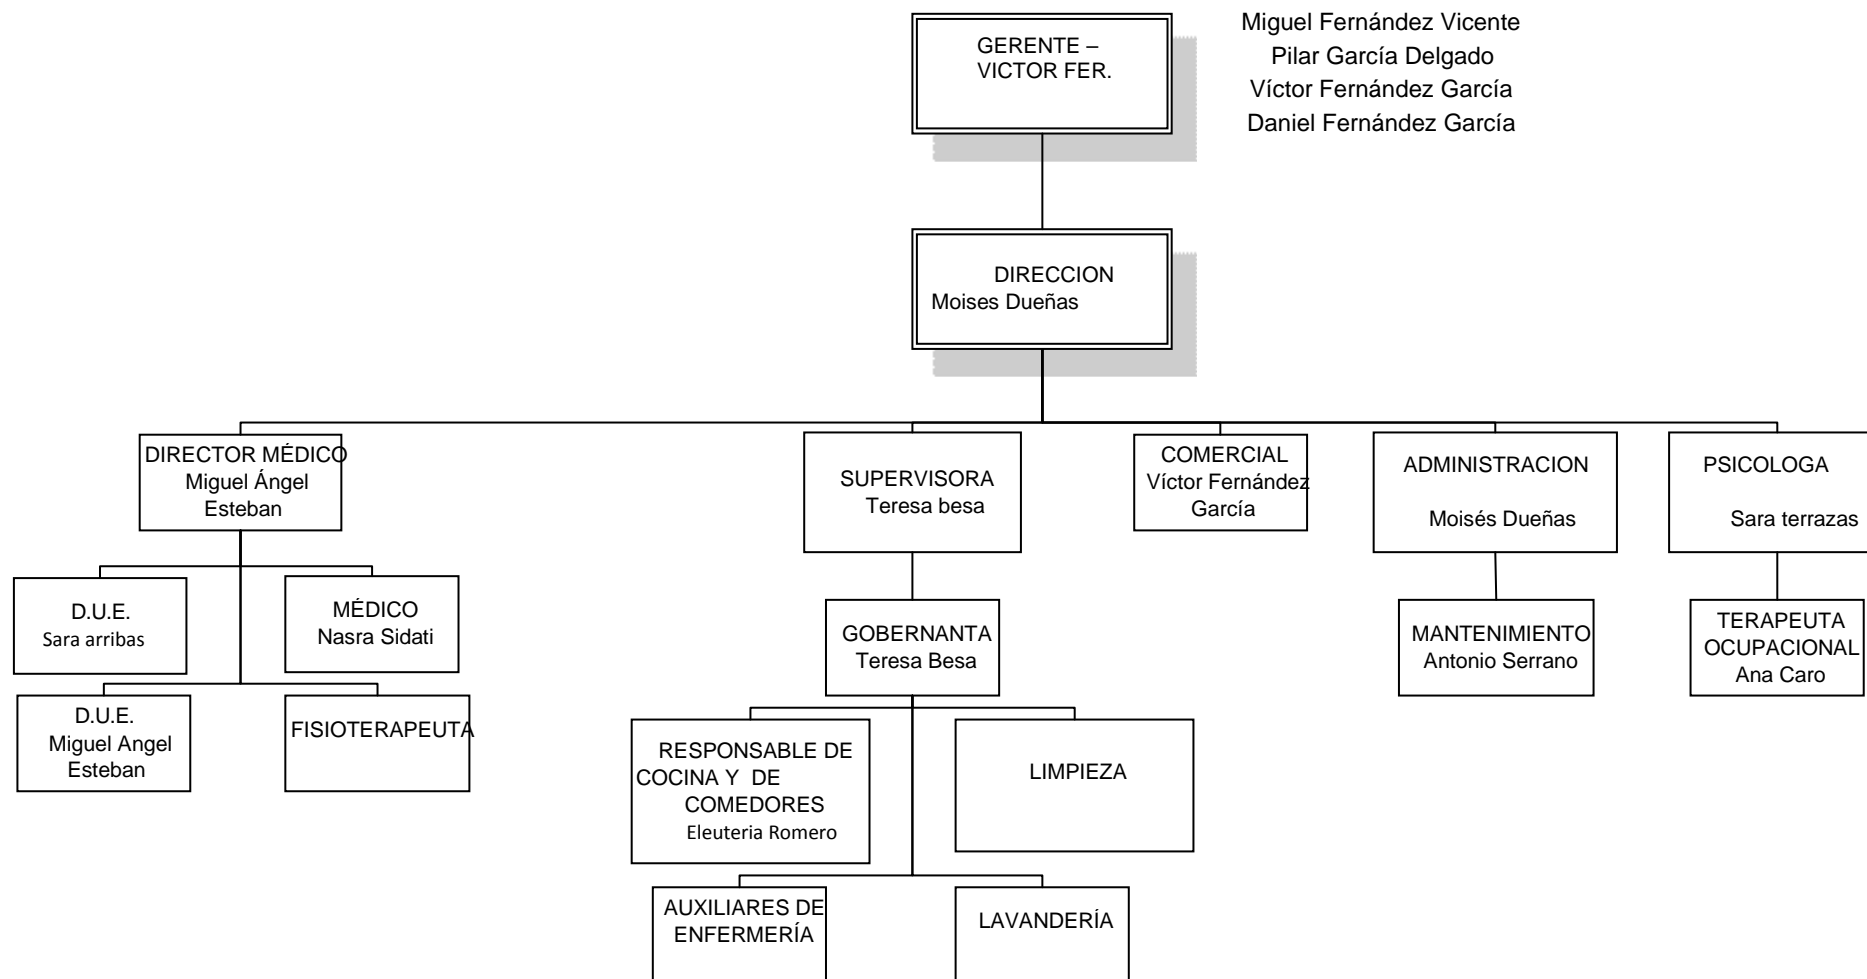 GERENTE –
VICTOR FER.
Miguel Fernández Vicente
Pilar García Delgado
Víctor Fernández García
Daniel Fernández García
DIRECCION
Moises Dueñas
DIRECTOR MÉDICO
Miguel Ángel
Esteban
SUPERVISORA
Teresa besa
COMERCIAL
Víctor Fernández
García
ADMINISTRACION
Moisés Dueñas
PSICOLOGA
Sara terrazas
D.U.E.
Sara arribas
MÉDICO
Nasra Sidati
GOBERNANTA
Teresa Besa
MANTENIMIENTO
Antonio Serrano
TERAPEUTA
OCUPACIONAL
Ana Caro
D.U.E.
Miguel Angel
Esteban
FISIOTERAPEUTA
RESPONSABLE DE
COCINA Y DE
COMEDORES
Eleuteria Romero
LIMPIEZA
AUXILIARES DE
ENFERMERÍA
LAVANDERÍA